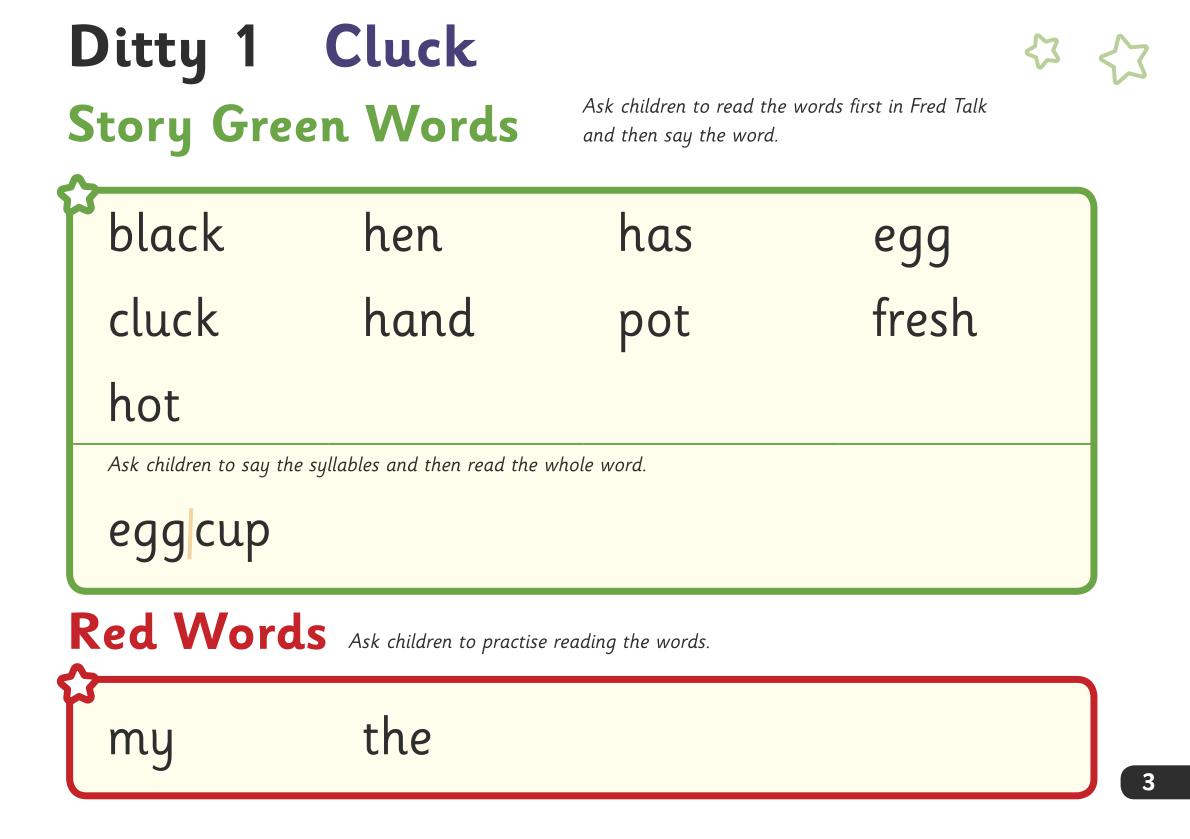 Ditty 1 Cluck
Story Green Words
Ask children to read the words first in Fred Talk
and then say the word.
black hen has egg
cluck hand pot fresh
hot
Ask children to say the syllables and then read the whole word.
egg|cup
Red Words Ask children to practise reading the words.
my the
3